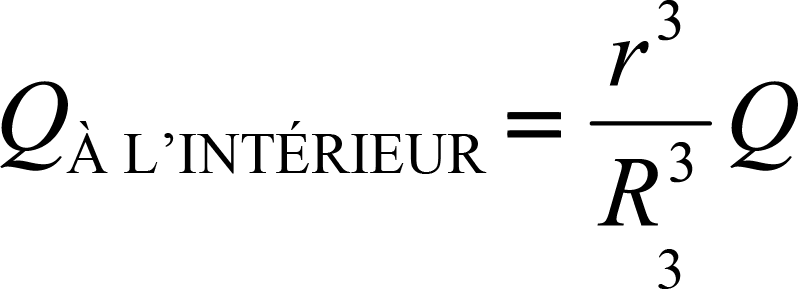 Q À L’INTÉRIEUR = r³/R³ Q
3